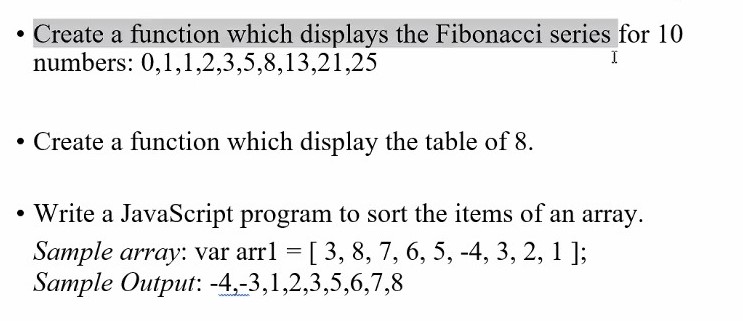 • Create a function which displays the Fibonacci series for 10
numbers: 0,1,1,2,3,5,8,13,21,25
• Create a function which display the table of 8.
• Write a JavaScript program to sort the items of an array.
Sample array: var arr1 = [ 3, 8, 7, 6, 5, -4, 3, 2, 1 ];
Sample Output: -4,-3,1,2,3,5,6,7,8